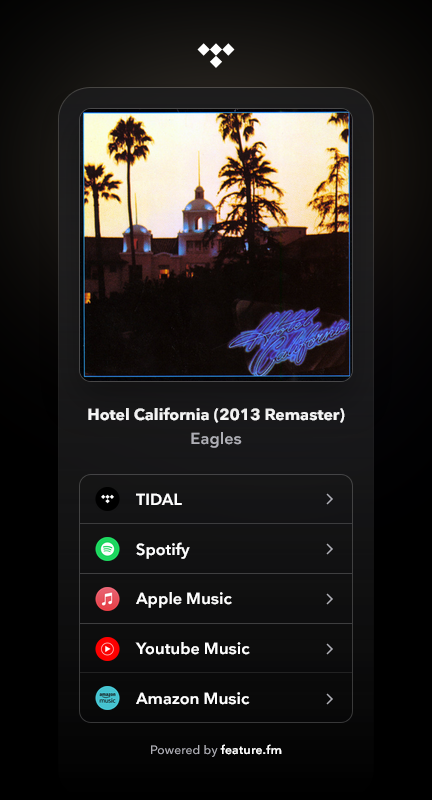 Hotel California
Hotel California (2013 Remaster)
Eagles
TIDAL
Spotify
Apple Music
Youtube Music
amazon music
Amazon Music
Powered by feature.fm